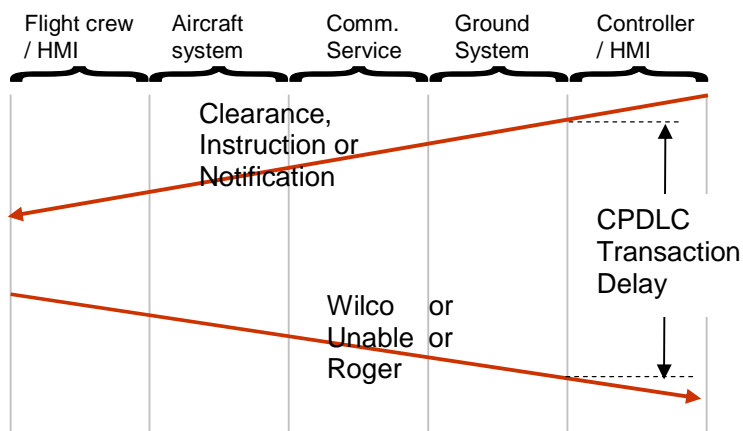 Flight crew
/ HMI
Aircraft
system
Comm.
Service
Ground
System
Controller
/ HMI
Clearance,
Instruction or
Notification
CPDLC
Transaction
Delay
Wilco or
Unable or
Roger